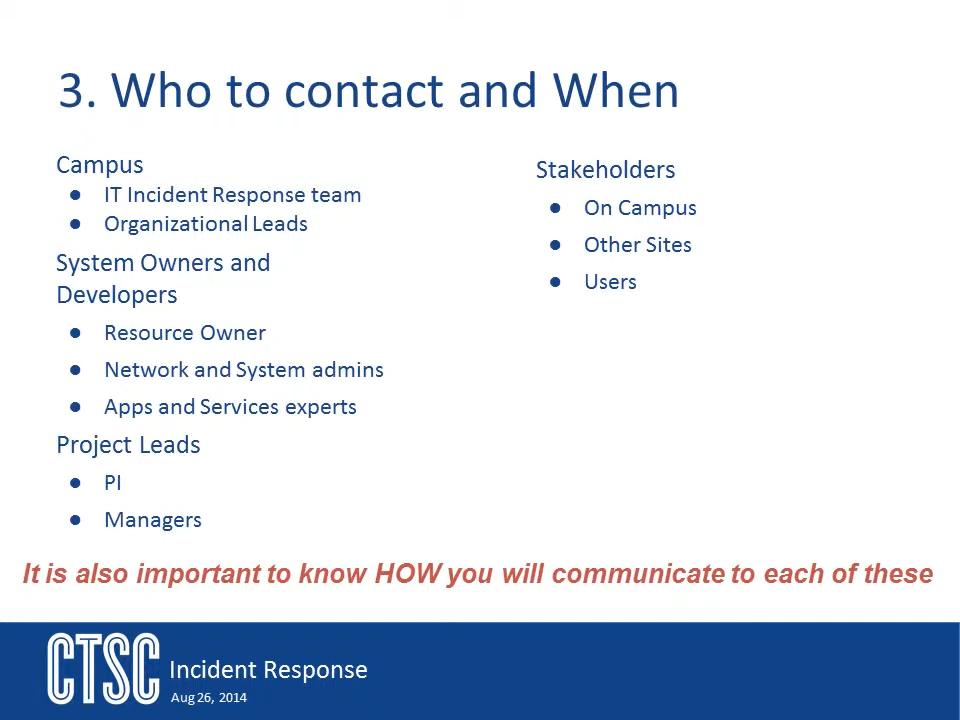 3. Who to contact and When
Campus
● IT Incident Response team
● Organizational Leads
System Owners and
Developers
● Resource Owner
● Network and System admins
● Apps and Services experts
Project Leads
● PI
● Managers
Stakeholders
● On Campus
● Other Sites
● Users
It is also important to know HOW you will communicate to each of these
CTSC
Incident Response
Aug 26, 2014